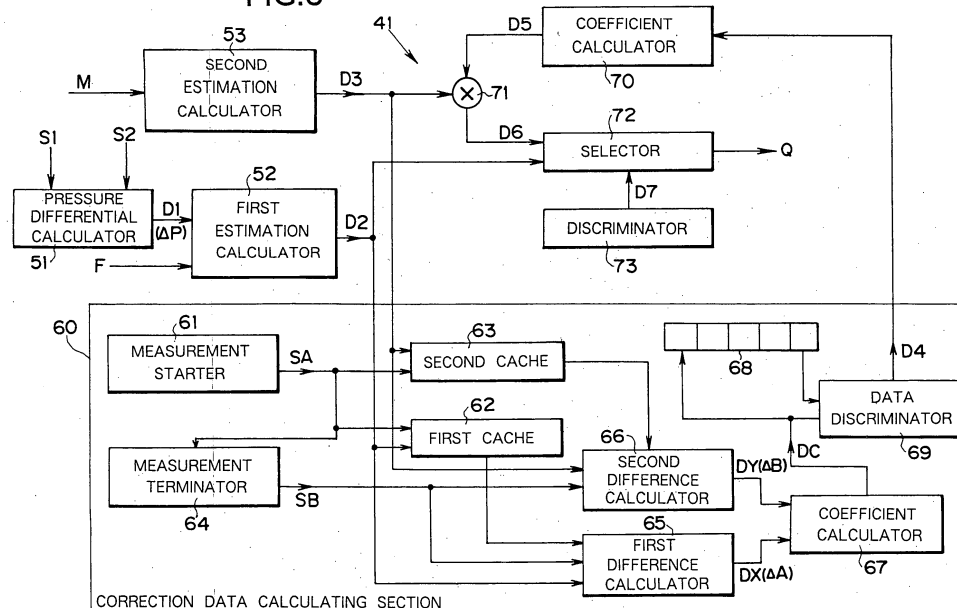 41
53
SECOND
ESTIMATION
CALCULATOR
M
D3
D5
COEFFICIENT
CALCULATOR
70
71
D6
72
SELECTOR
Q
D7
DISCRIMINATOR
73
S1
S2
PRESSURE
DIFFERENTIAL
CALCULATOR
51
D1
(ΔP)
F
52
FIRST
ESTIMATION
CALCULATOR
D2
60
61
MEASUREMENT
STARTER
SA
63
SECOND CACHE
62
FIRST CACHE
68
D4
DATA
DISCRIMINATOR
69
MEASUREMENT
TERMINATOR
64
SB
66
SECOND
DIFFERENCE
CALCULATOR
DY(ΔB)
DC
65
FIRST
DIFFERENCE
CALCULATOR
DX(ΔA)
COEFFICIENT
CALCULATOR
67
CORRECTION DATA CALCULATING SECTION